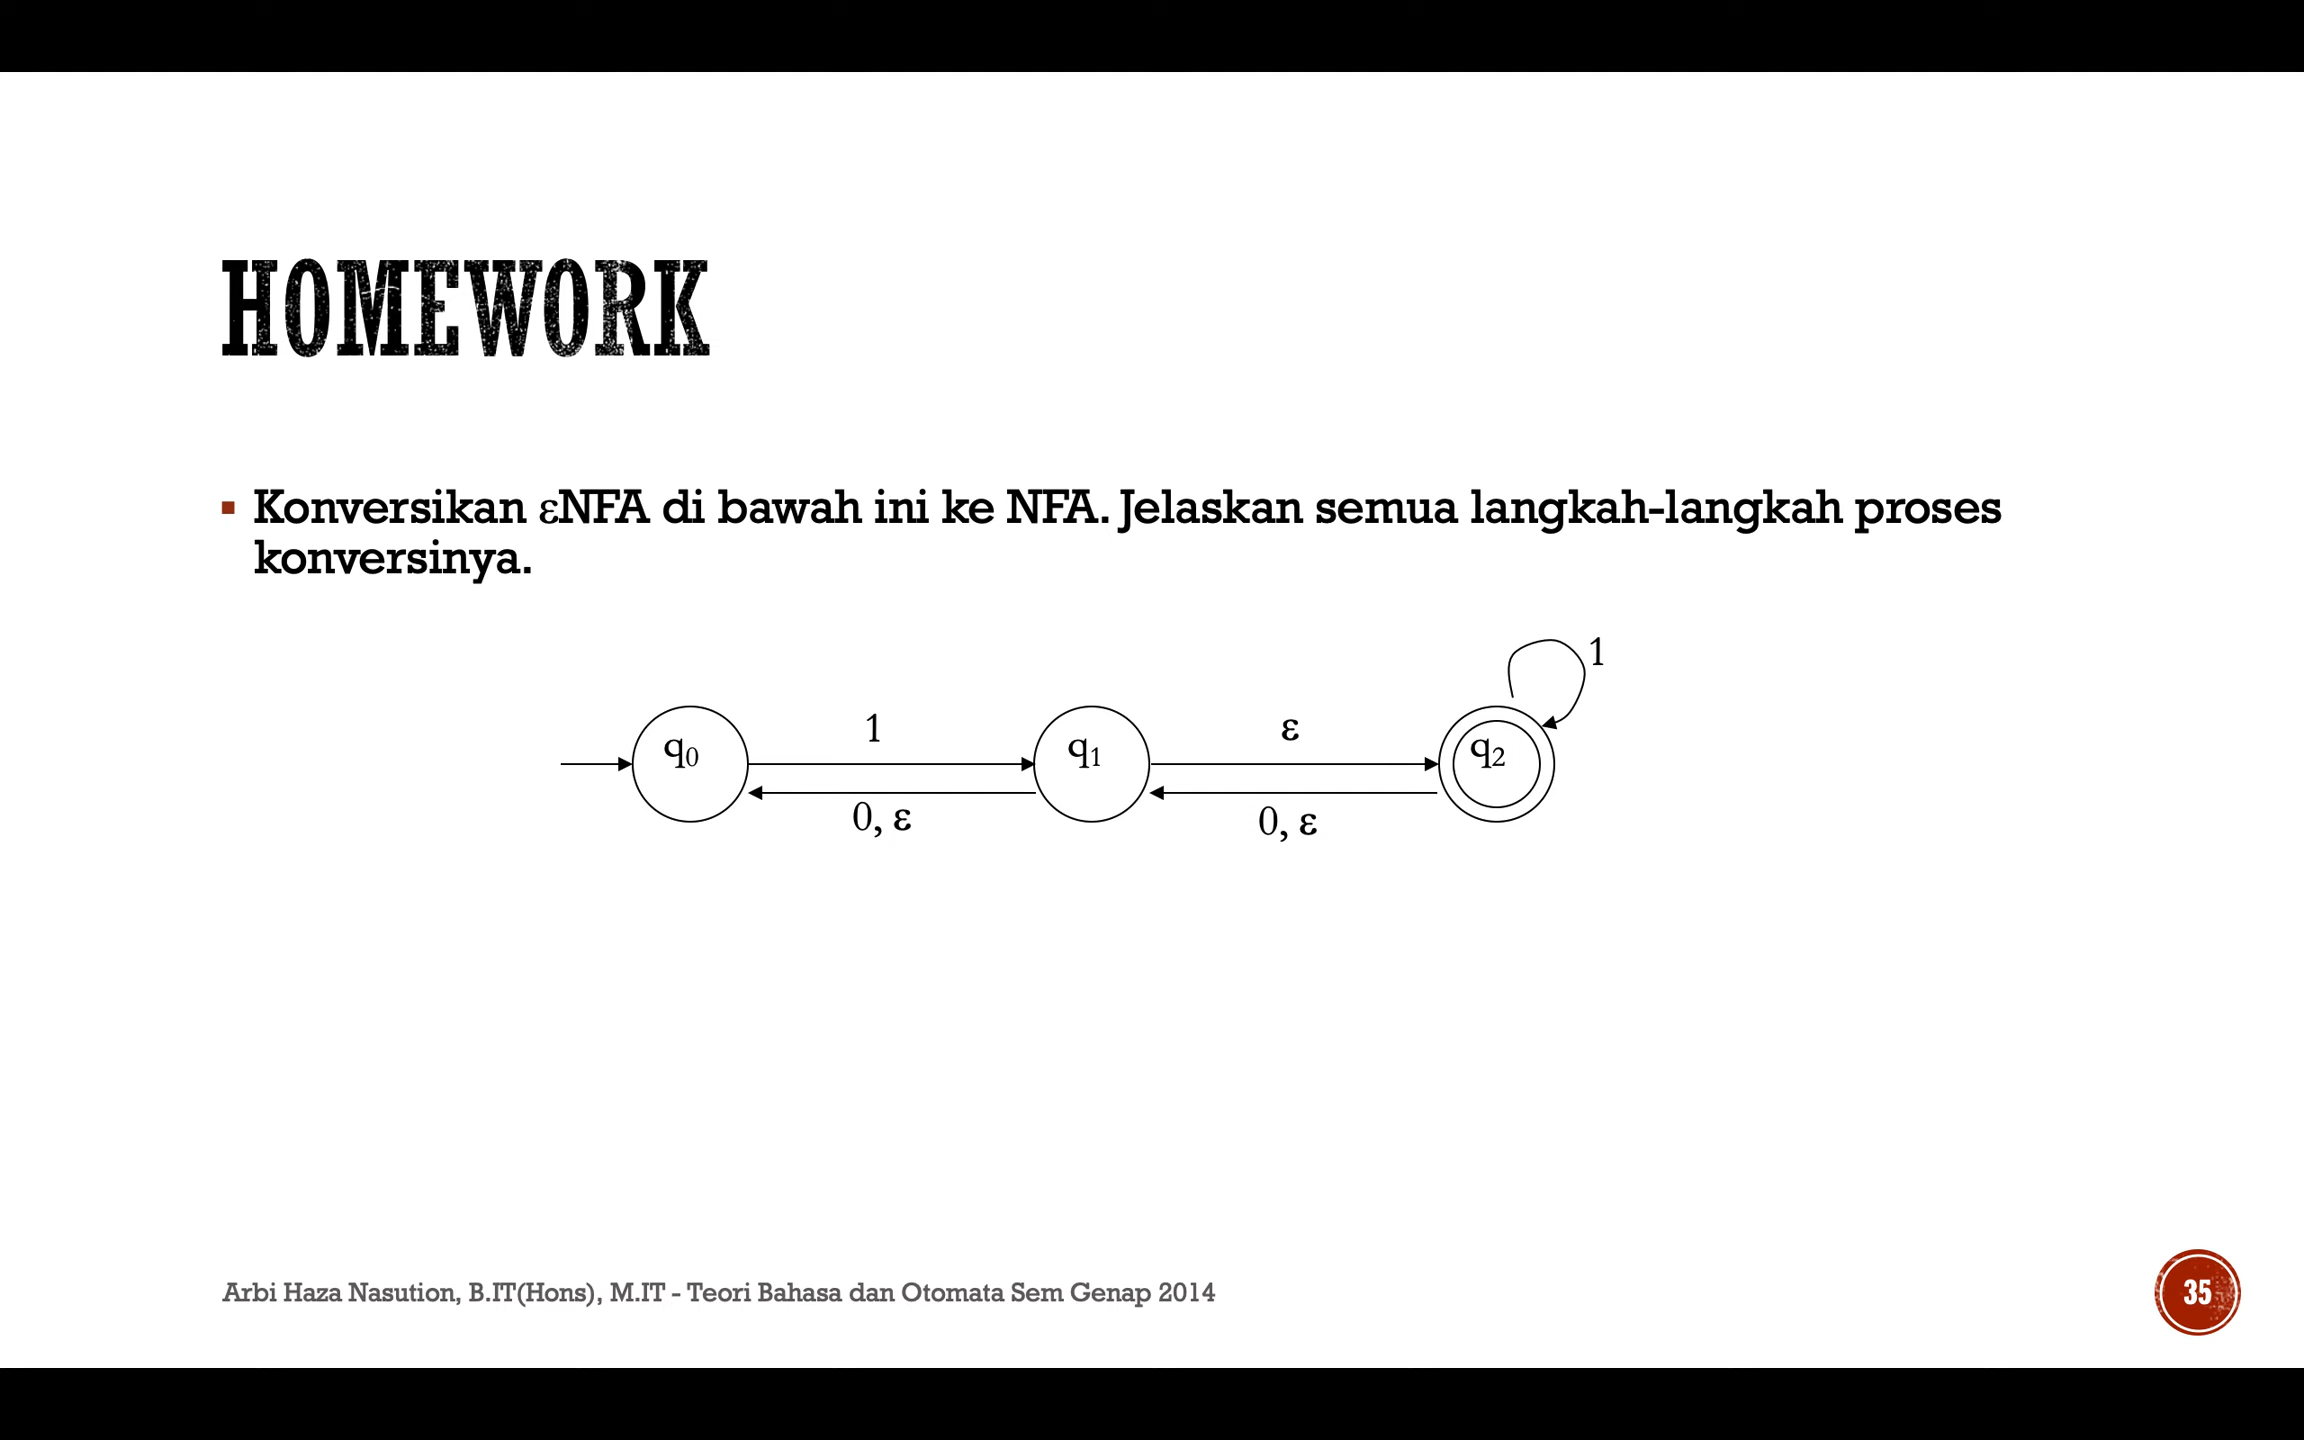 HOMEWORK
▪ Konversikan εNFA di bawah ini ke NFA. Jelaskan semua langkah-langkah proses
konversinya.
1
1
ε
q₀
q₁
q₂
0, ε
0, ε
Arbi Haza Nasution, B.IT(Hons), M.IT - Teori Bahasa dan Otomata Sem Genap 2014
35